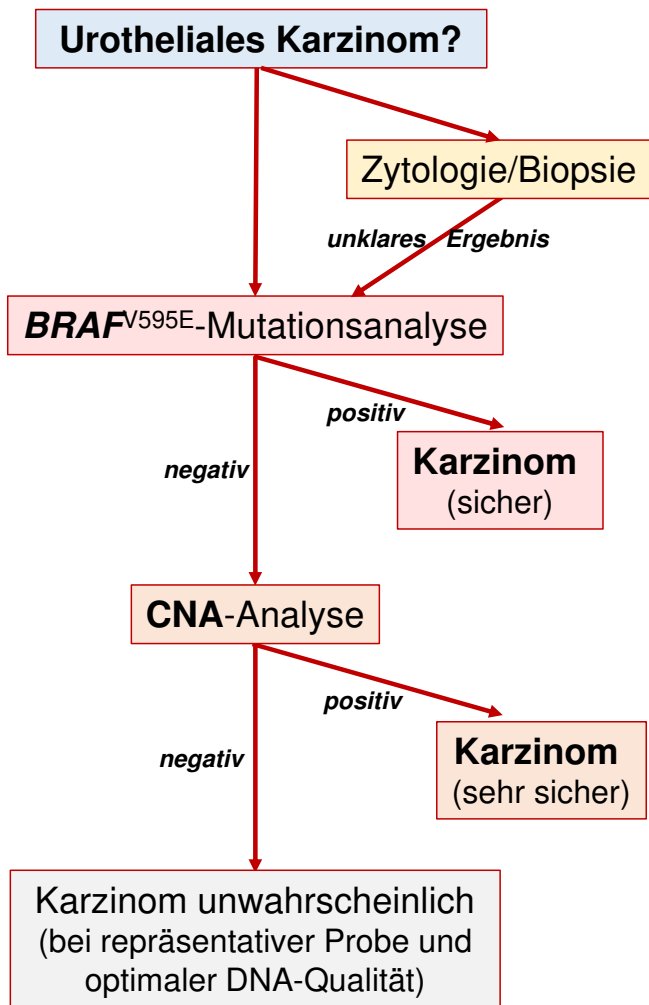 Urotheliales Karzinom?
Zytologie/Biopsie
unklares Ergebnis
BRAFV595E-Mutationsanalyse
positiv
negativ
Karzinom
(sicher)
CNA-Analyse
positiv
negativ
Karzinom
(sehr sicher)
Karzinom unwahrscheinlich
(bei repräsentativer Probe und
optimaler DNA-Qualität)